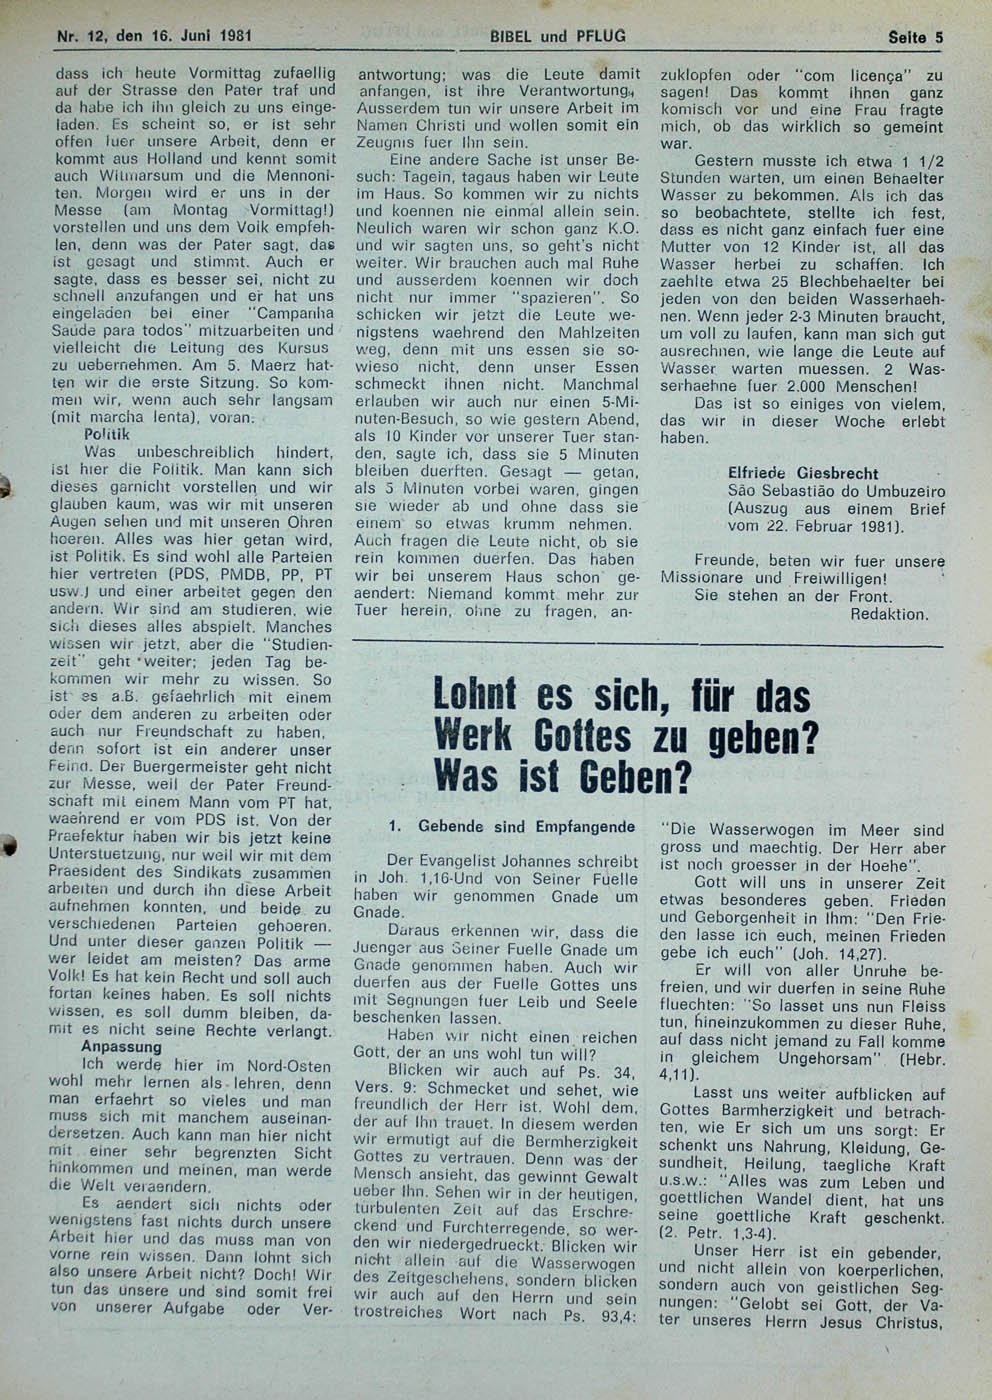 Nr. 12, den 16. Juni 1981 BIBEL und PFLUG Seite 5
dass ich heute Vormittag zufaellig
auf der Strasse den Pater traf und
da habe ich ihn gleich zu uns einge-
laden. Es scheint so, er ist sehr
offen fuer unsere Arbeit, denn er
kommt aus Holland und kennt somit
auch Witmarsum und die Mennoni-
ten. Morgen wird er uns in der
Messe (am Montag Vormittag!)
vorstellen und uns dem Volk empfeh-
len, denn was der Pater sagt, das
ist gesagt und stimmt. Auch er
sagte, dass es besser sei, nicht zu
schnell anzufangen und er hat uns
eingeladen bei einer "Campanha
Saúde para todos" mitzuarbeiten und
vielleicht die Leitung des Kursus
zu uebernehmen. Am 5. Maerz hat-
ten wir die erste Sitzung. So kom-
men wir, wenn auch sehr langsam
(mit marcha lenta), voran.
Politik
Was unbeschreiblich hindert,
ist hier die Politik. Man kann sich
dieses garnicht vorstellen und wir
glauben kaum, was wir mit unseren
Augen sehen und mit unseren Ohren
hoeren. Alles was hier getan wird,
ist Politik. Es sind wohl alle Parteien
hier vertreten (PDS, PMDB, PP, PT
usw.) und einer arbeitet gegen den
andern. Wir sind am studieren, wie
sich dieses alles abspielt. Manches
wissen wir jetzt, aber die "Studien-
zeit" geht weiter; jeden Tag be-
kommen wir mehr zu wissen. So
ist es a.B. gefaehrlich mit einem
oder dem anderen zu arbeiten oder
auch nur Freundschaft zu haben,
denn sofort ist ein anderer unser
Feind. Der Buergermeister geht nicht
zur Messe, weil der Pater Freund-
schaft mit einem Mann vom PT hat,
waehrend er vom PDS ist. Von der
Praefektur haben wir bis jetzt keine
Unterstuetzung, nur weil wir mit dem
Praesident des Sindikats zusammen
arbeiten und durch ihn diese Arbeit
aufnehmen konnten, und beide zu
verschiedenen Parteien gehoeren.
Und unter dieser ganzen Politik —
wer leidet am meisten? Das arme
Volk! Es hat kein Recht und soll auch
fortan keines haben. Es soll nichts
wissen, es soll dumm bleiben, da-
mit es nicht seine Rechte verlangt.
Anpassung
Ich werde hier im Nord-Osten
wohl mehr lernen als lehren, denn
man erfaehrt so vieles und man
muss sich mit manchem auseinan-
dersetzen. Auch kann man hier nicht
mit einer sehr begrenzten Sicht
hinkommen und meinen, man werde
die Welt veraendern.
Es aendert sich nichts oder
wenigstens fast nichts durch unsere
Arbeit hier und das muss man von
vorne rein wissen. Dann lohnt sich
also unsere Arbeit nicht? Doch! Wir
tun das unsere und sind somit frei
von unserer Aufgabe oder Ver-
antwortung; was die Leute damit
anfangen, ist ihre Verantwortung.
Ausserdem tun wir unsere Arbeit im
Namen Christi und wollen somit ein
Zeugnis fuer Ihn sein.
Eine andere Sache ist unser Be-
such: Tagein, tagaus haben wir Leute
im Haus. So kommen wir zu nichts
und koennen nie einmal allein sein.
Neulich waren wir schon ganz K.O.
und wir sagten uns, so geht's nicht
weiter. Wir brauchen auch mal Ruhe
und ausserdem koennen wir doch
nicht nur immer "spazieren". So
schicken wir jetzt die Leute we-
nigstens waehrend den Mahlzeiten
weg, denn mit uns essen sie so-
wieso nicht, denn unser Essen
schmeckt ihnen nicht. Manchmal
erlauben wir auch nur einen 5-Mi-
nuten-Besuch, so wie gestern Abend,
als 10 Kinder vor unserer Tuer stan-
den, sagte ich, dass sie 5 Minuten
bleiben duerften. Gesagt — getan,
als 5 Minuten vorbei waren, gingen
sie wieder ab und ohne dass sie
einem so etwas krumm nehmen.
Auch fragen die Leute nicht, ob sie
rein kommen duerfen. Das haben
wir bei unserem Haus schon ge-
aendert: Niemand kommt mehr zur
Tuer herein, ohne zu fragen, an-
zuklopfen oder "com licença" zu
sagen! Das kommt ihnen ganz
komisch vor und eine Frau fragte
mich, ob das wirklich so gemeint
war.
Gestern musste ich etwa 1 1/2
Stunden warten, um einen Behaelter
Wasser zu bekommen. Als ich das
so beobachtete, stellte ich fest,
dass es nicht ganz einfach fuer eine
Mutter von 12 Kinder ist, all das
Wasser herbei zu schaffen. Ich
zaehlte etwa 25 Blechbehaelter bei
jeden von den beiden Wasserhaeh-
nen. Wenn jeder 2-3 Minuten braucht,
um voll zu laufen, kann man sich gut
ausrechnen, wie lange die Leute auf
Wasser warten muessen. 2 Was-
serhaehne fuer 2.000 Menschen!
Das ist so einiges von vielem,
das wir in dieser Woche erlebt
haben.
Elfriede Giesbrecht
São Sebastião do Umbuzeiro
(Auszug aus einem Brief
vom 22. Februar 1981).
Freunde, beten wir fuer unsere
Missionare und Freiwilligen!
Sie stehen an der Front.
Redaktion.
Lohnt es sich, für das
Werk Gottes zu geben?
Was ist Geben?
1. Gebende sind Empfangende
Der Evangelist Johannes schreibt
in Joh. 1,16-Und von Seiner Fuelle
haben wir genommen Gnade um
Gnade.
Daraus erkennen wir, dass die
Juenger aus Seiner Fuelle Gnade um
Gnade genommen haben. Auch wir
duerfen aus der Fuelle Gottes uns
mit Segnungen fuer Leib und Seele
beschenken lassen.
Haben wir nicht einen reichen
Gott, der an uns wohl tun will?
Blicken wir auch auf Ps. 34,
Vers. 9: Schmecket und sehet, wie
freundlich der Herr ist. Wohl dem,
der auf Ihn trauet. In diesem werden
wir ermutigt auf die Bermherzigkeit
Gottes zu vertrauen. Denn was der
Mensch ansieht, das gewinnt Gewalt
ueber Ihn. Sehen wir in der heutigen,
turbulenten Zeit auf das Erschre-
ckend und Furchterregende, so wer-
den wir niedergedrueckt. Blicken wir
nicht allein auf die Wasserwogen
des Zeitgeschehens, sondern blicken
wir auch auf den Herrn und sein
trostreiches Wort nach Ps. 93,4:
"Die Wasserwogen im Meer sind
gross und maechtig. Der Herr aber
ist noch groesser in der Hoehe".
Gott will uns in unserer Zeit
etwas besonderes geben. Frieden
und Geborgenheit in Ihm: "Den Frie-
den lasse ich euch, meinen Frieden
gebe ich euch" (Joh. 14,27).
Er will von aller Unruhe be-
freien, und wir duerfen in seine Ruhe
fluechten: "So lasset uns nun Fleiss
tun, hineinzukommen zu dieser Ruhe,
auf dass nicht jemand zu Fall komme
in gleichem Ungehorsam" (Hebr.
4,11).
Lasst uns weiter aufblicken auf
Gottes Barmherzigkeit und betrach-
ten, wie Er sich um uns sorgt: Er
schenkt uns Nahrung, Kleidung, Ge-
sundheit, Heilung, taegliche Kraft
u.s.w.: "Alles was zum Leben und
goettlichen Wandel dient, hat uns
seine goettliche Kraft geschenkt.
(2. Petr. 1,3-4).
Unser Herr ist ein gebender,
und nicht allein von koerperlichen,
sondern auch von geistlichen Seg-
nungen: "Gelobt sei Gott, der Va-
ter unseres Herrn Jesus Christus,